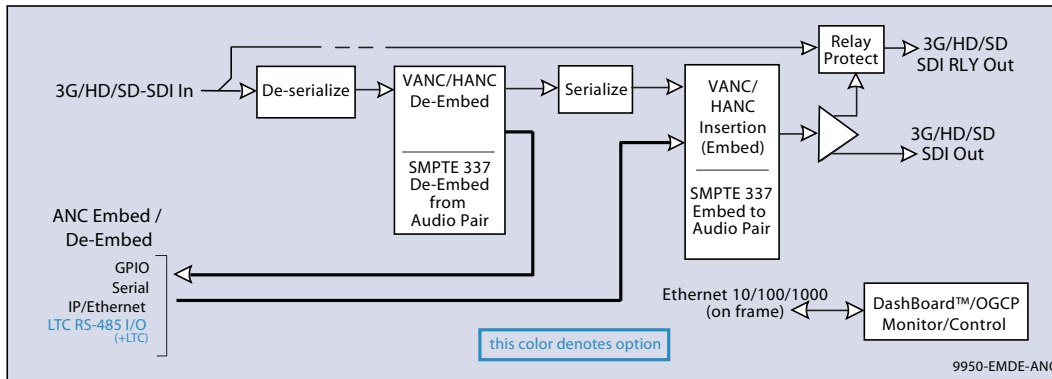 3G/HD/SD-SDI In
De-serialize
VANC/HANC
De-Embed
SMPTE 337
De-Embed
from
Audio Pair
Serialize
VANC/
HANC
Insertion
(Embed)
SMPTE 337
Embed to
Audio Pair
Relay
Protect
3G/HD/SD
SDI RLY Out
3G/HD/SD
SDI Out
ANC Embed /
De-Embed
GPIO
Serial
IP/Ethernet
LTC RS-485 I/O
(+LTC)
this color denotes option
Ethernet 10/100/1000
(on frame)
DashBoard™/OGCP
Monitor/Control
9950-EMDE-ANC